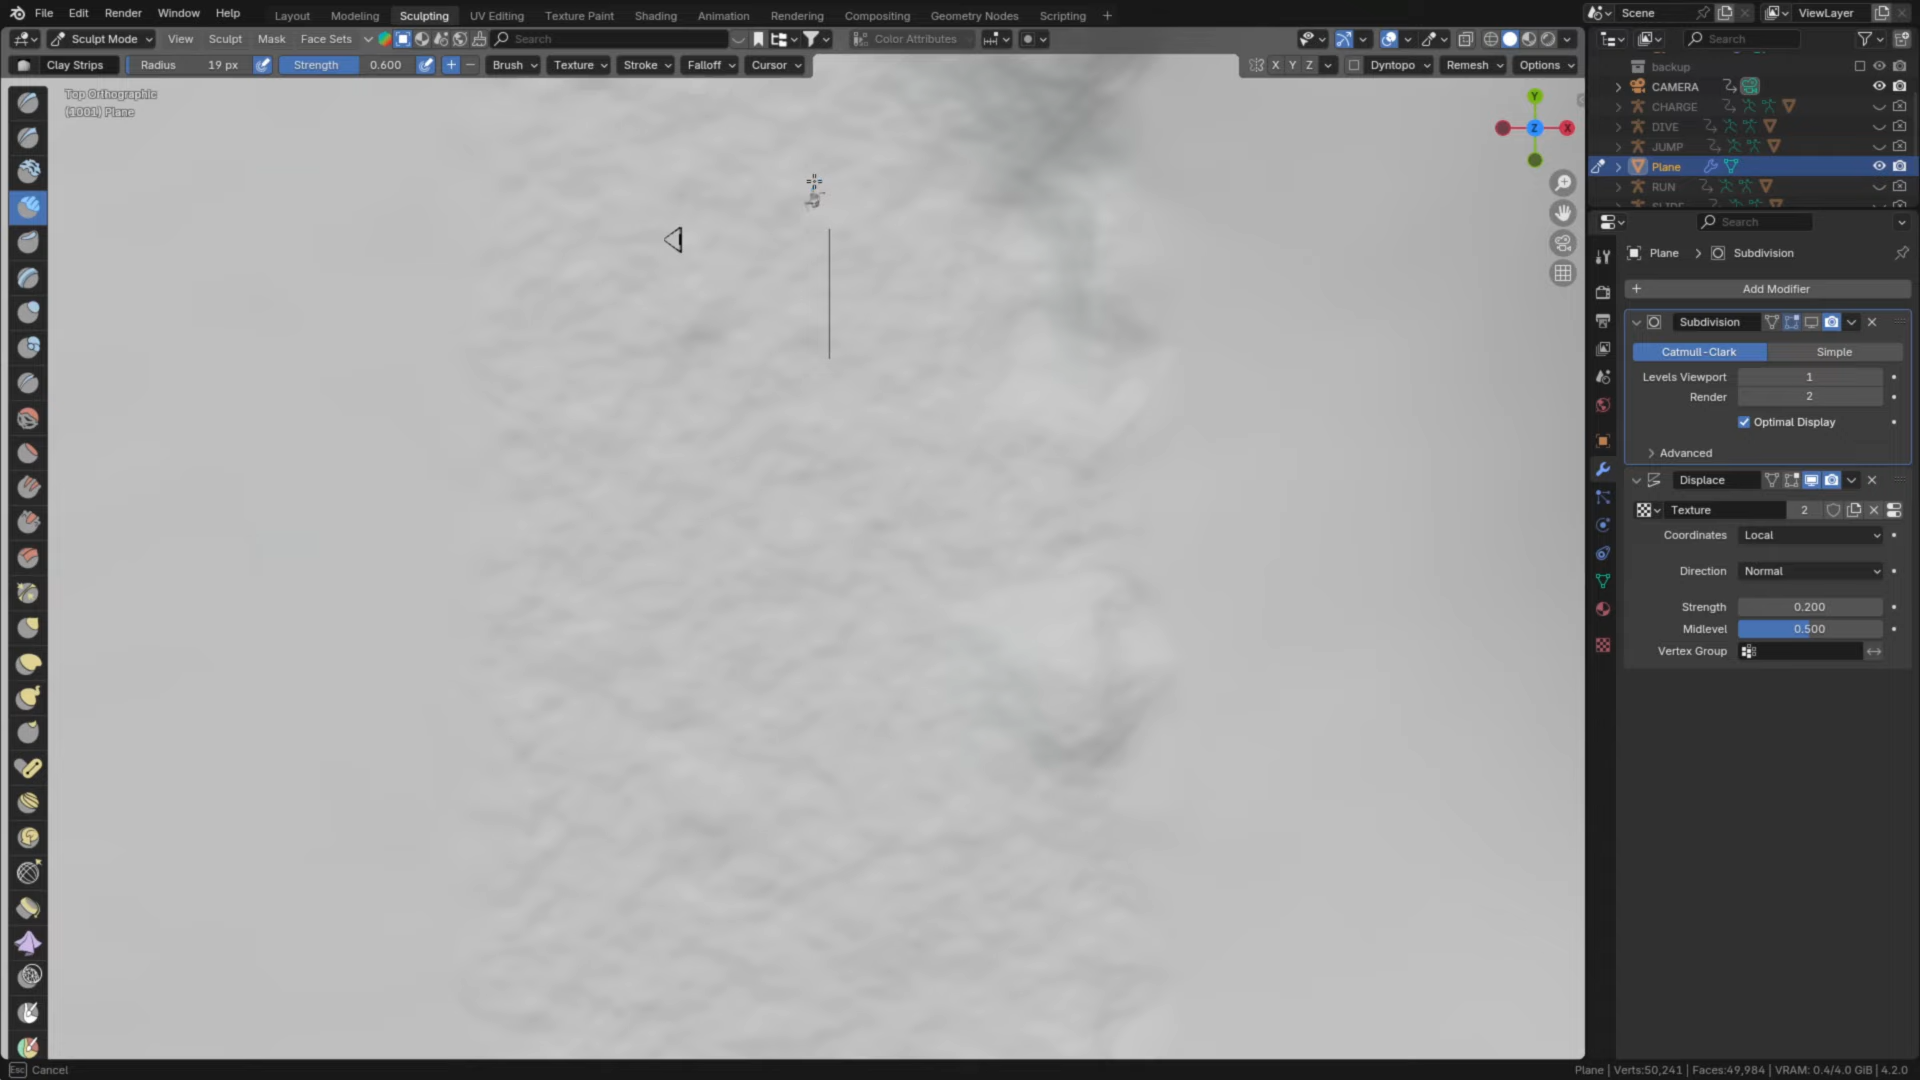 File Edit Render Window Help Layout Modeling Sculpting UV Editing Texture Paint Shading Animation Rendering Compositing Geometry Nodes Scripting + Scene ViewLayer
Sculpt Mode View Sculpt Mask Face Sets Search Color Attributes Search
Clay Strips Radius 19 px Strength 0.600 Brush Texture Stroke Falloff Cursor X Y Z Dyntopo Remesh Options
Top Orthographic
(1001) Plane
Y
X
Z
backup
CAMERA
CHARGE
DIVE
JUMP
Plane
RUN
SLIDE
Search
Plane > Subdivision
+ Add Modifier
Subdivision
Catmull-Clark Simple
Levels Viewport 1
Render 2
Optimal Display
Advanced
Displace
Texture 2
Coordinates Local
Direction Normal
Strength 0.200
Midlevel 0.500
Vertex Group
Esc Cancel
Plane | Verts:50,241 | Faces:49,984 | VRAM: 0.4/4.0 GiB | 4.2.0